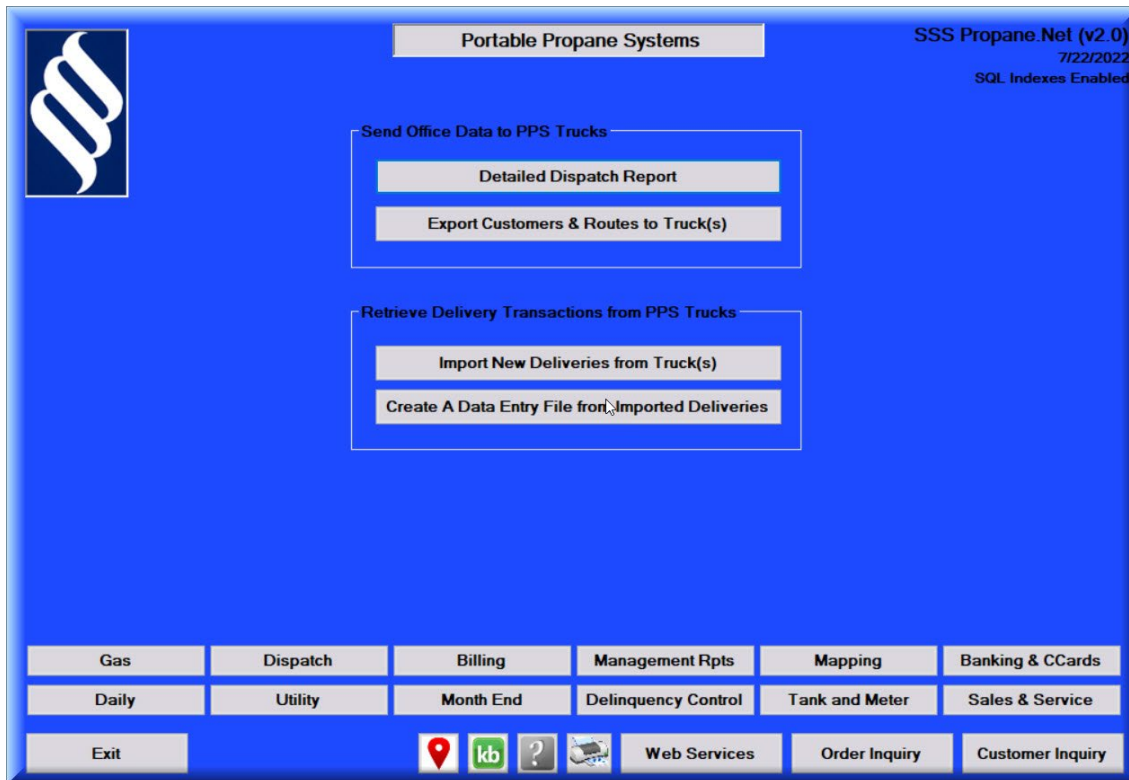 Portable Propane Systems
SSS Propane.Net (v2.0)
7/22/2022
SQL Indexes Enabled
Send Office Data to PPS Trucks
Detailed Dispatch Report
Export Customers & Routes to Truck(s)
Retrieve Delivery Transactions from PPS Trucks
Import New Deliveries from Truck(s)
Create A Data Entry File from Imported Deliveries
Gas Dispatch Billing Management Rpts Mapping Banking & CCards
Daily Utility Month End Delinquency Control Tank and Meter Sales & Service
Exit kb ? Web Services Order Inquiry Customer Inquiry